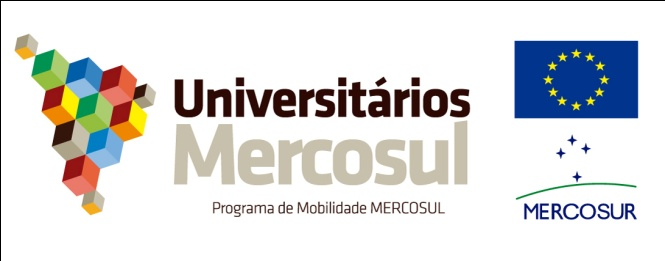 Universitários
Mercosul
Programa de Mobilidade MERCOSUL
MERCOSUR